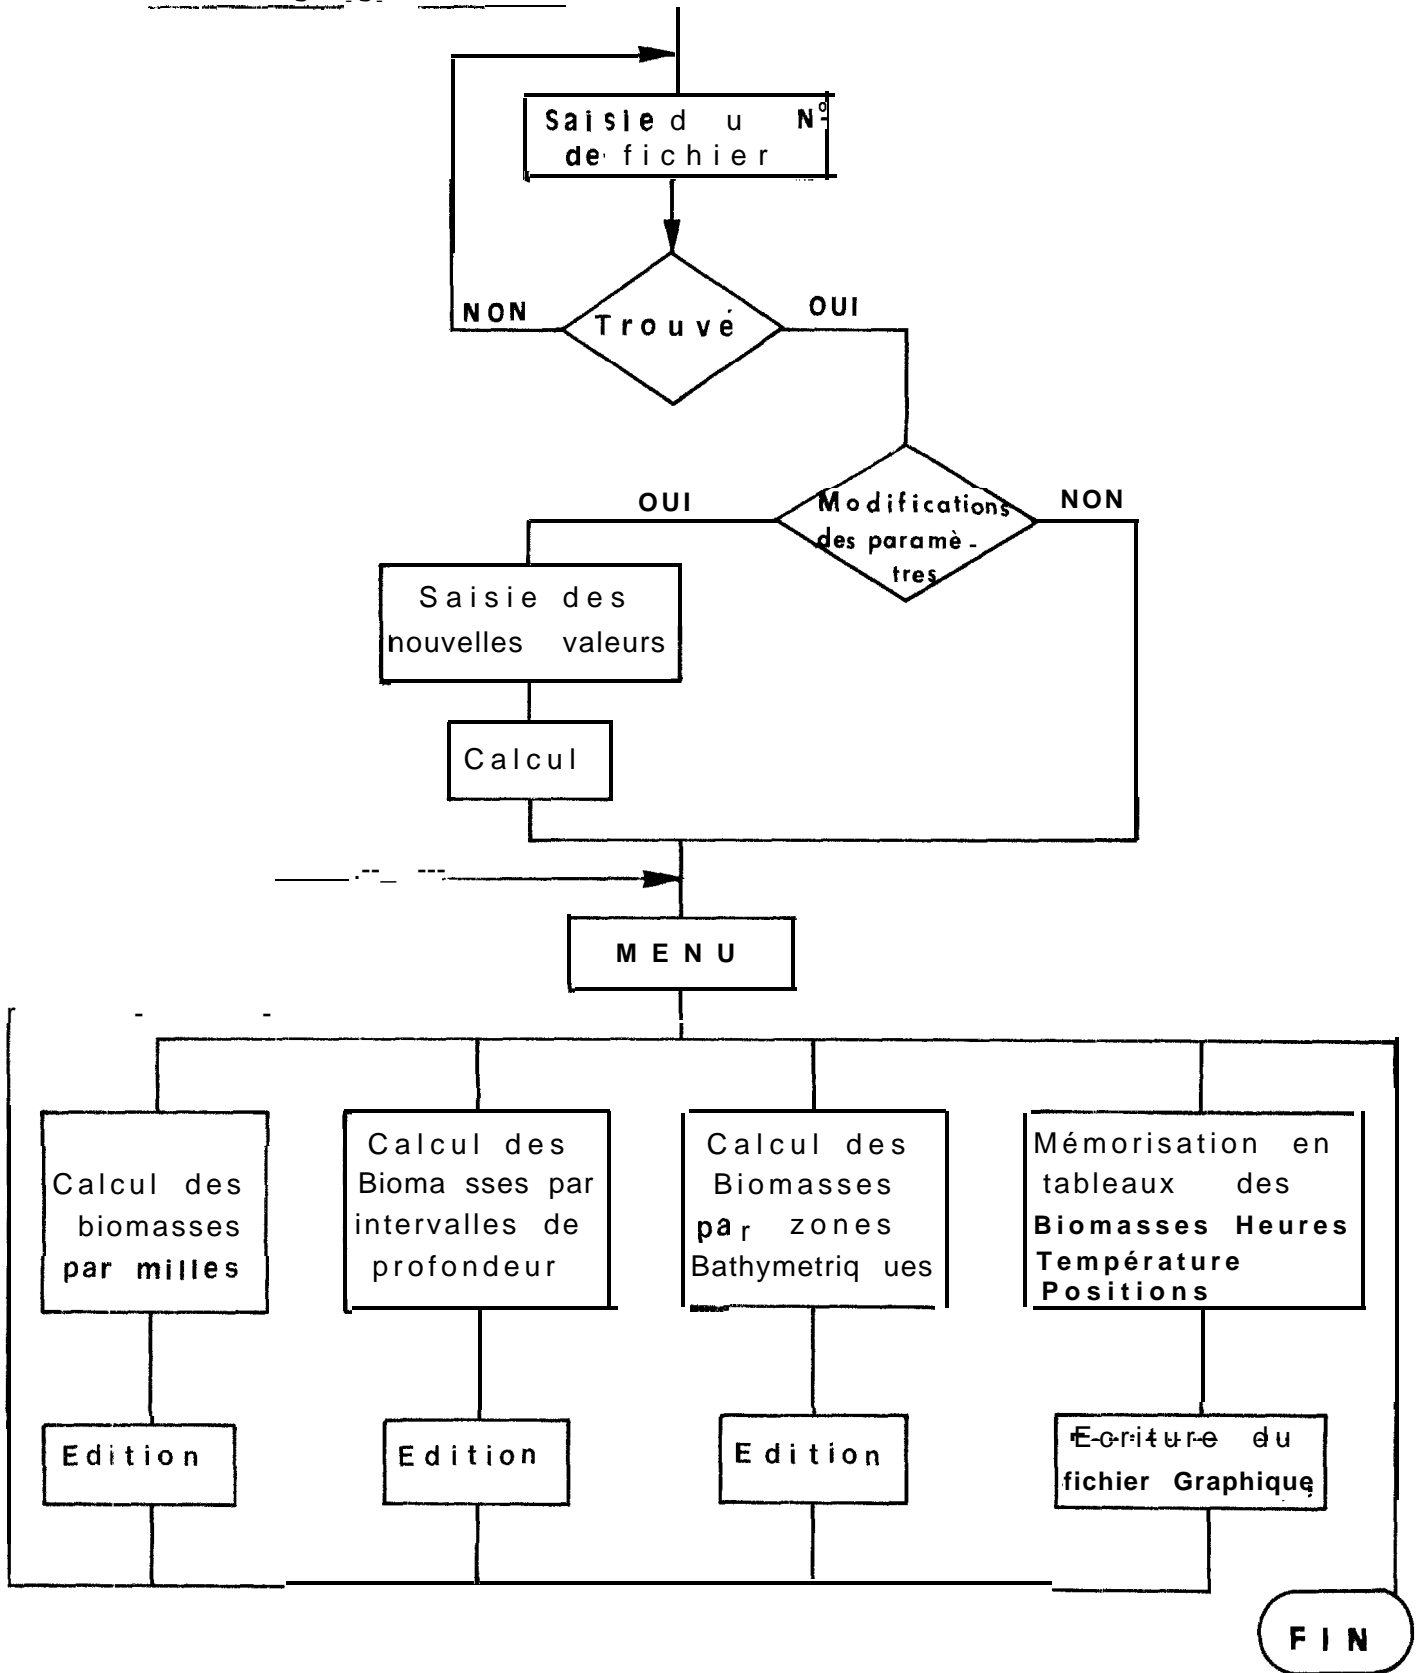 Saisie du Nº
de fichier
NON
OUI
Trouvé
OUI
NON
Modifications
des paramè-
tres
Saisie des
nouvelles valeurs
Calcul
MENU
Calcul des
biomasses
par milles
Calcul des
Biomasses par
intervalles de
profondeur
Calcul des
Biomasses
par zones
Bathymetriques
Mémorisation en
tableaux des
Biomasses Heures
Température
Positions
Edition
Edition
Edition
Ecriture du
fichier Graphique
FIN